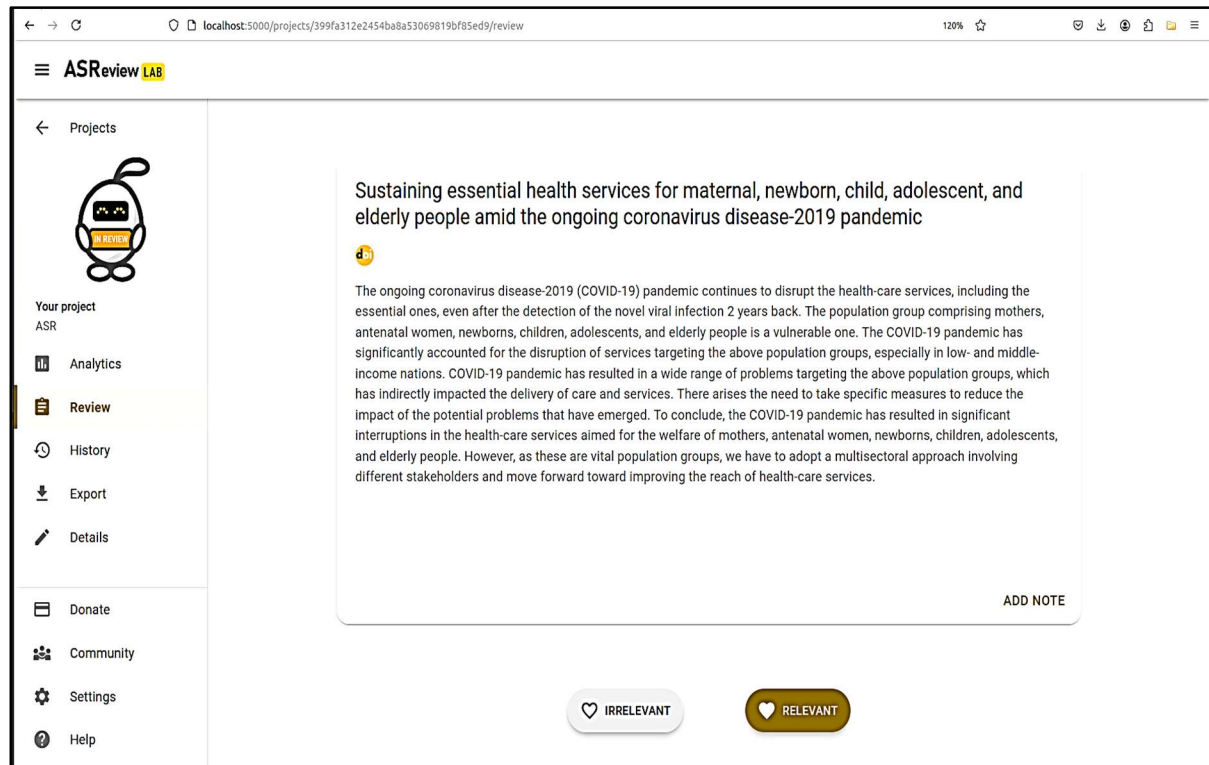 localhost:5000/projects/399fa312e2454ba8a53069819bf85ed9/review
120%
ASReview LAB
Projects
IN REVIEW
Your project
ASR
Analytics
Review
History
Export
Details
Donate
Community
Settings
Help
Sustaining essential health services for maternal, newborn, child, adolescent, and
elderly people amid the ongoing coronavirus disease-2019 pandemic
doi
The ongoing coronavirus disease-2019 (COVID-19) pandemic continues to disrupt the health-care services, including the
essential ones, even after the detection of the novel viral infection 2 years back. The population group comprising mothers,
antenatal women, newborns, children, adolescents, and elderly people is a vulnerable one. The COVID-19 pandemic has
significantly accounted for the disruption of services targeting the above population groups, especially in low- and middle-
income nations. COVID-19 pandemic has resulted in a wide range of problems targeting the above population groups, which
has indirectly impacted the delivery of care and services. There arises the need to take specific measures to reduce the
impact of the potential problems that have emerged. To conclude, the COVID-19 pandemic has resulted in significant
interruptions in the health-care services aimed for the welfare of mothers, antenatal women, newborns, children, adolescents,
and elderly people. However, as these are vital population groups, we have to adopt a multisectoral approach involving
different stakeholders and move forward toward improving the reach of health-care services.
ADD NOTE
IRRELEVANT
RELEVANT